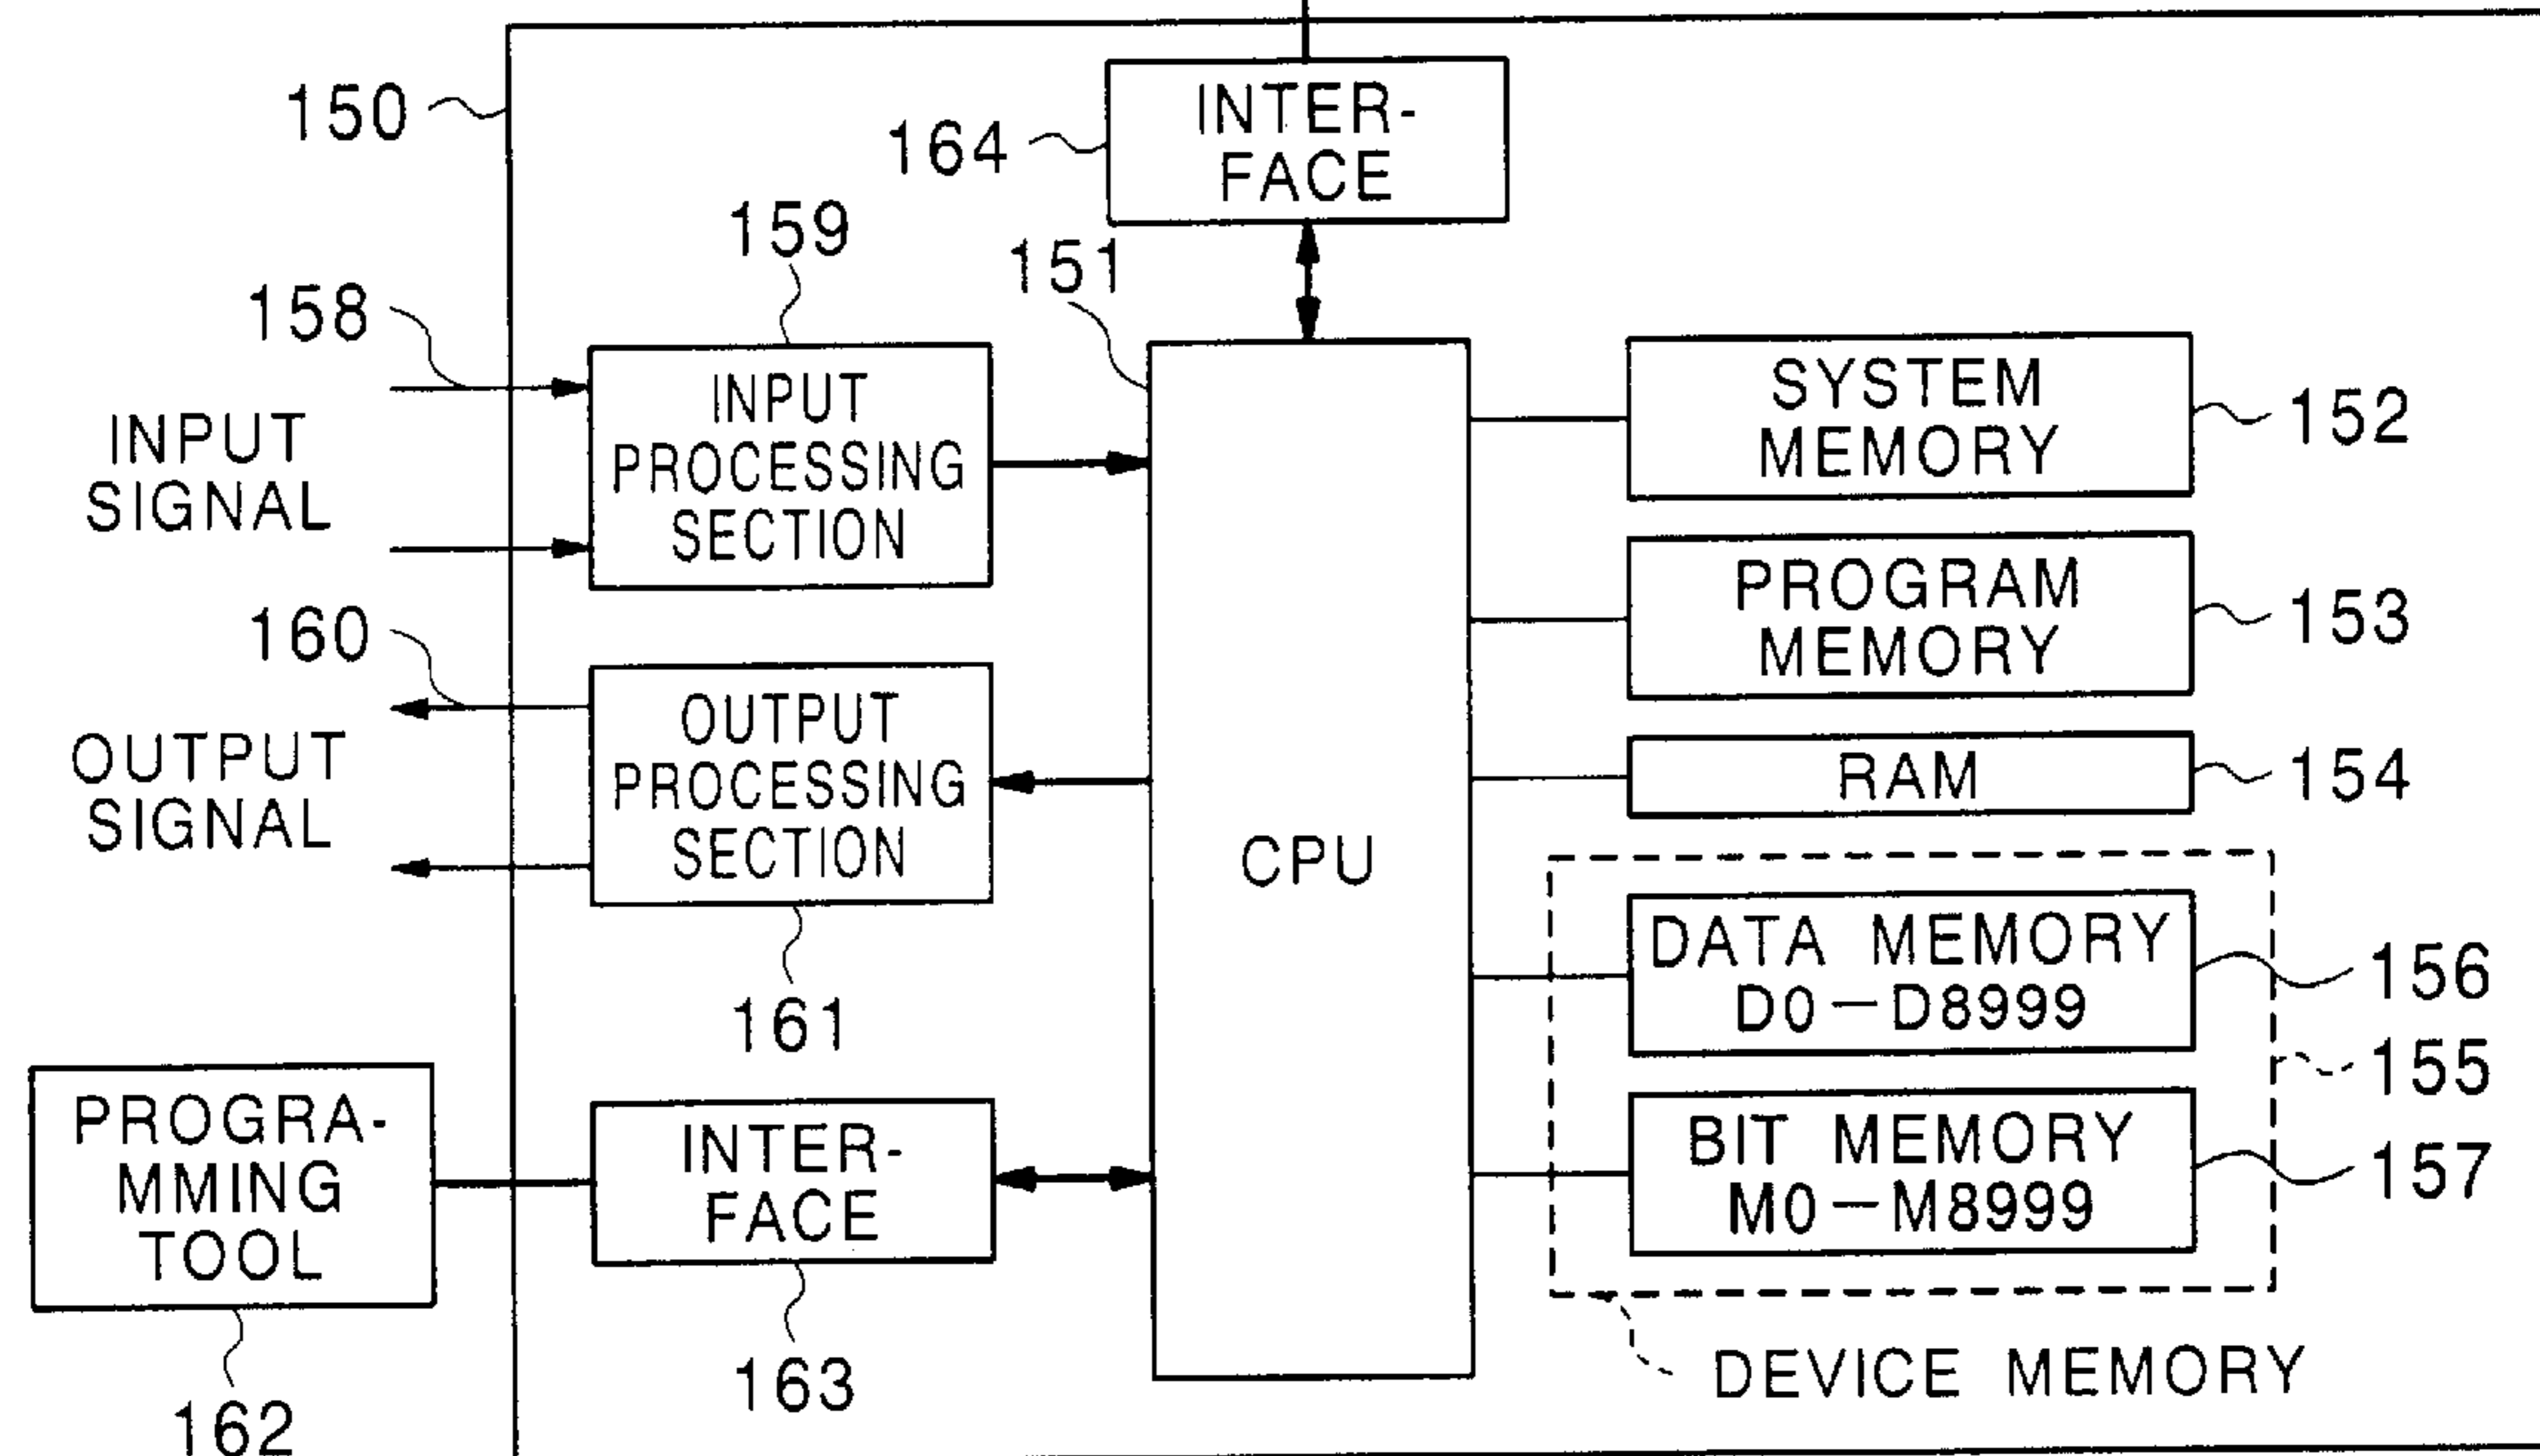 150
164
INTER-
FACE
159
151
158
INPUT
SIGNAL
INPUT
PROCESSING
SECTION
SYSTEM
MEMORY
152
PROGRAM
MEMORY
153
160
OUTPUT
SIGNAL
OUTPUT
PROCESSING
SECTION
161
CPU
RAM
154
DATA MEMORY
D0-D8999
156
155
BIT MEMORY
M0-M8999
157
DEVICE MEMORY
PROGRA-
MMING
TOOL
162
INTER-
FACE
163